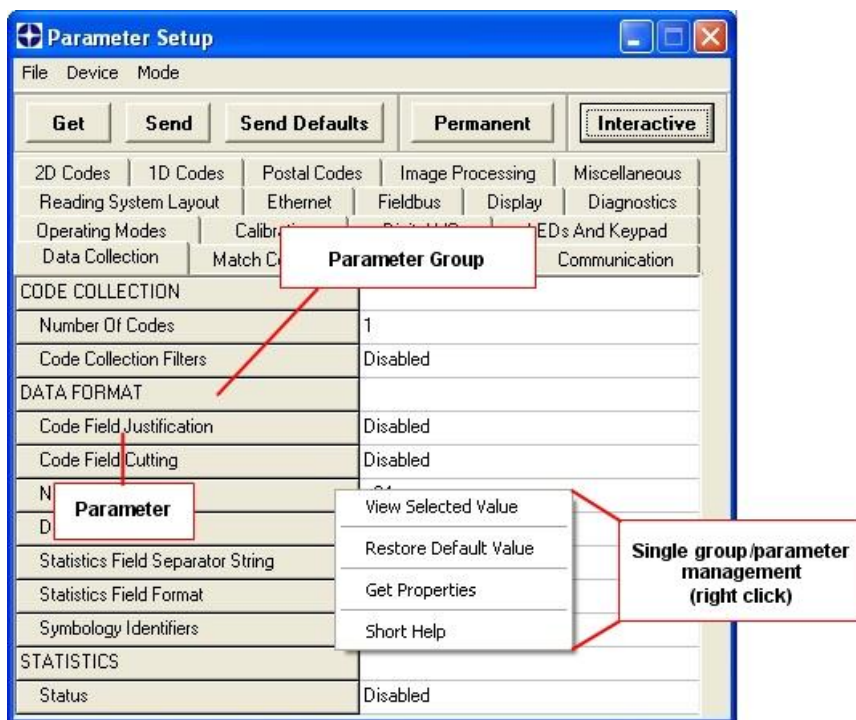 Parameter Setup
File Device Mode
Get Send Send Defaults Permanent Interactive
2D Codes 1D Codes Postal Codes Image Processing Miscellaneous
Reading System Layout Ethernet Fieldbus Display Diagnostics
Operating Modes And Keypad
Data Collection Match Parameter Group Communication
CODE COLLECTION
Number Of Codes 1
Code Collection Filters Disabled
DATA FORMAT
Code Field Justification Disabled
Code Field Cutting Disabled
Parameter
View Selected Value
Restore Default Value
Statistics Field Separator String
Single group/parameter
management
(right click)
Statistics Field Format
Get Properties
Symbology Identifiers
Short Help
STATISTICS
Status Disabled